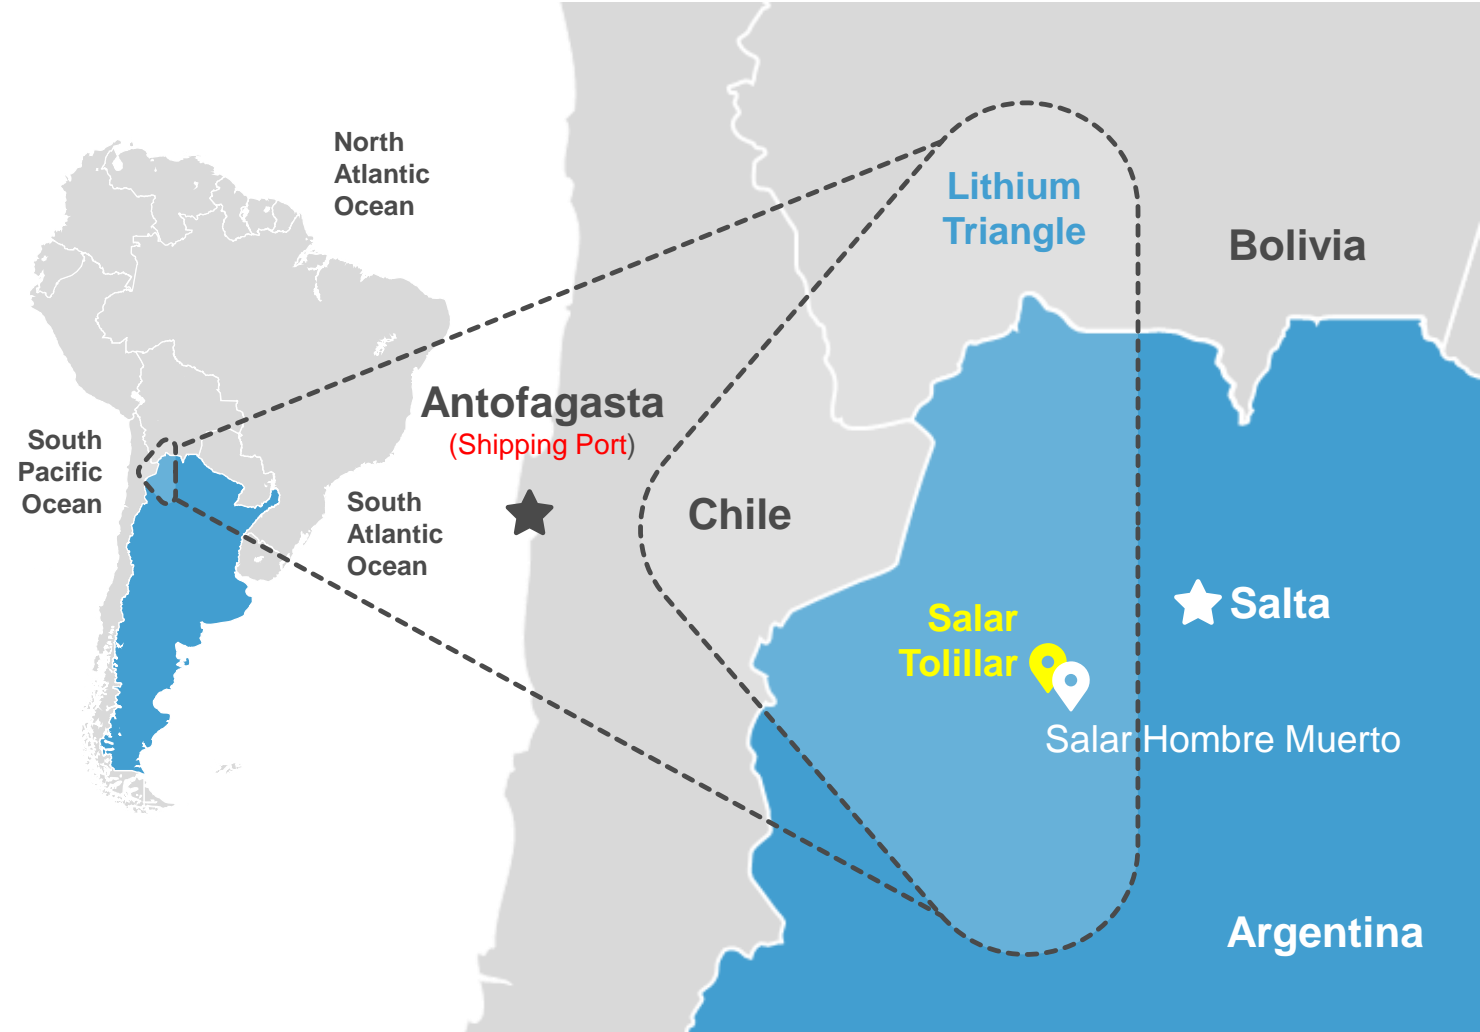 North
Atlantic
Ocean
Lithium
Triangle
Bolivia
Antofagasta
(Shipping Port)
South
Pacific
Ocean
South
Atlantic
Ocean
Chile
Salta
Salar
Tolillar
Salar Hombre Muerto
Argentina